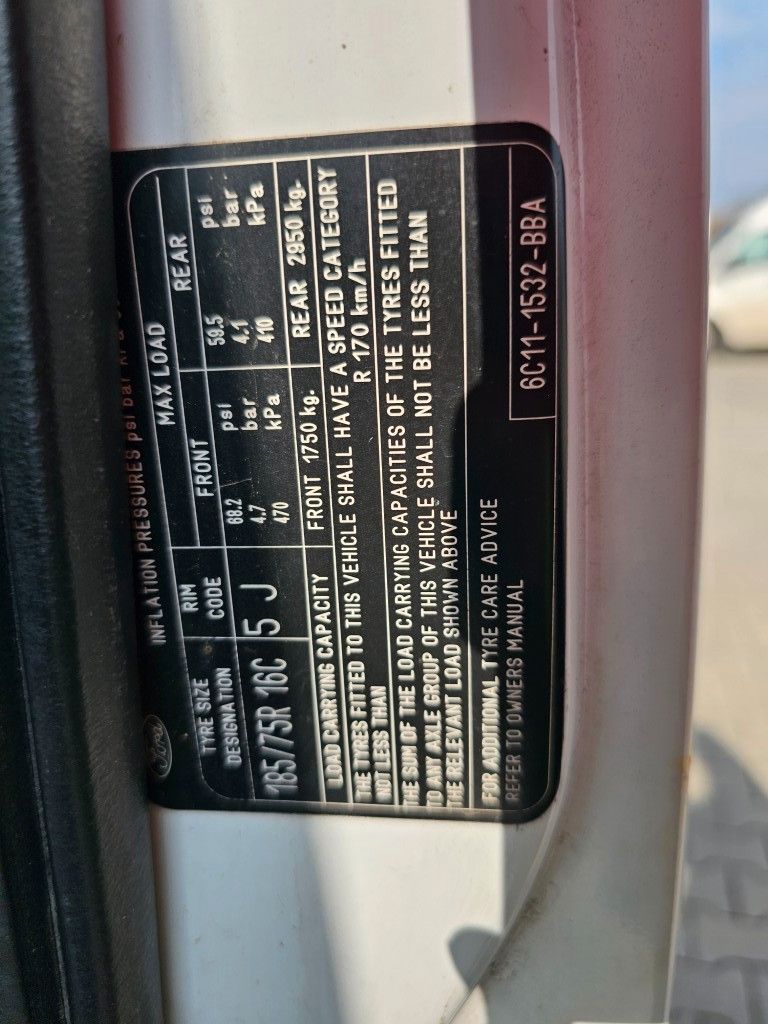 INFLATION PRESSURES psi bar
Ford
MAX LOAD
TYRE SIZE DESIGNATION
RIM CODE
FRONT
REAR
185/75R 16C
5 J
68.2 psi
4.7 bar
470 kPa
59.5 psi
4.1 bar
410 kPa
LOAD CARRYING CAPACITY
FRONT 1750 kg.
REAR 2950 kg.
THE TYRES FITTED TO THIS VEHICLE SHALL HAVE A SPEED CATEGORY
NOT LESS THAN
R 170 km/h
THE SUM OF THE LOAD CARRYING CAPACITIES OF THE TYRES FITTED
TO ANY AXLE GROUP OF THIS VEHICLE SHALL NOT BE LESS THAN
THE RELEVANT LOAD SHOWN ABOVE
FOR ADDITIONAL TYRE CARE ADVICE
REFER TO OWNERS MANUAL
6C11-1532-BBA